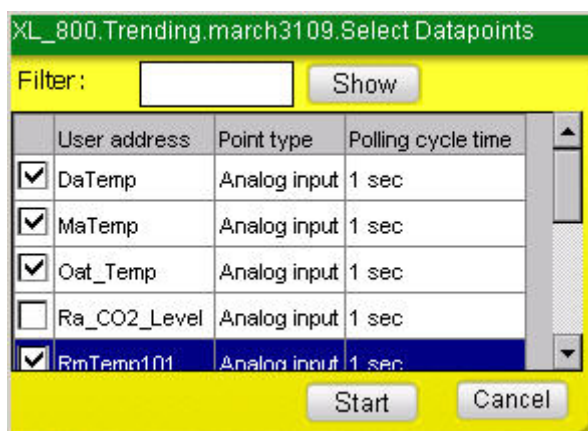 XL_800.Trending.march3109.Select Datapoints
Filter: Show
User address Point type Polling cycle time
DaTemp Analog input 1 sec
MaTemp Analog input 1 sec
Oat_Temp Analog input 1 sec
Ra_CO2_Level Analog input 1 sec
RmTemp101 Analog input 1 sec
Start Cancel